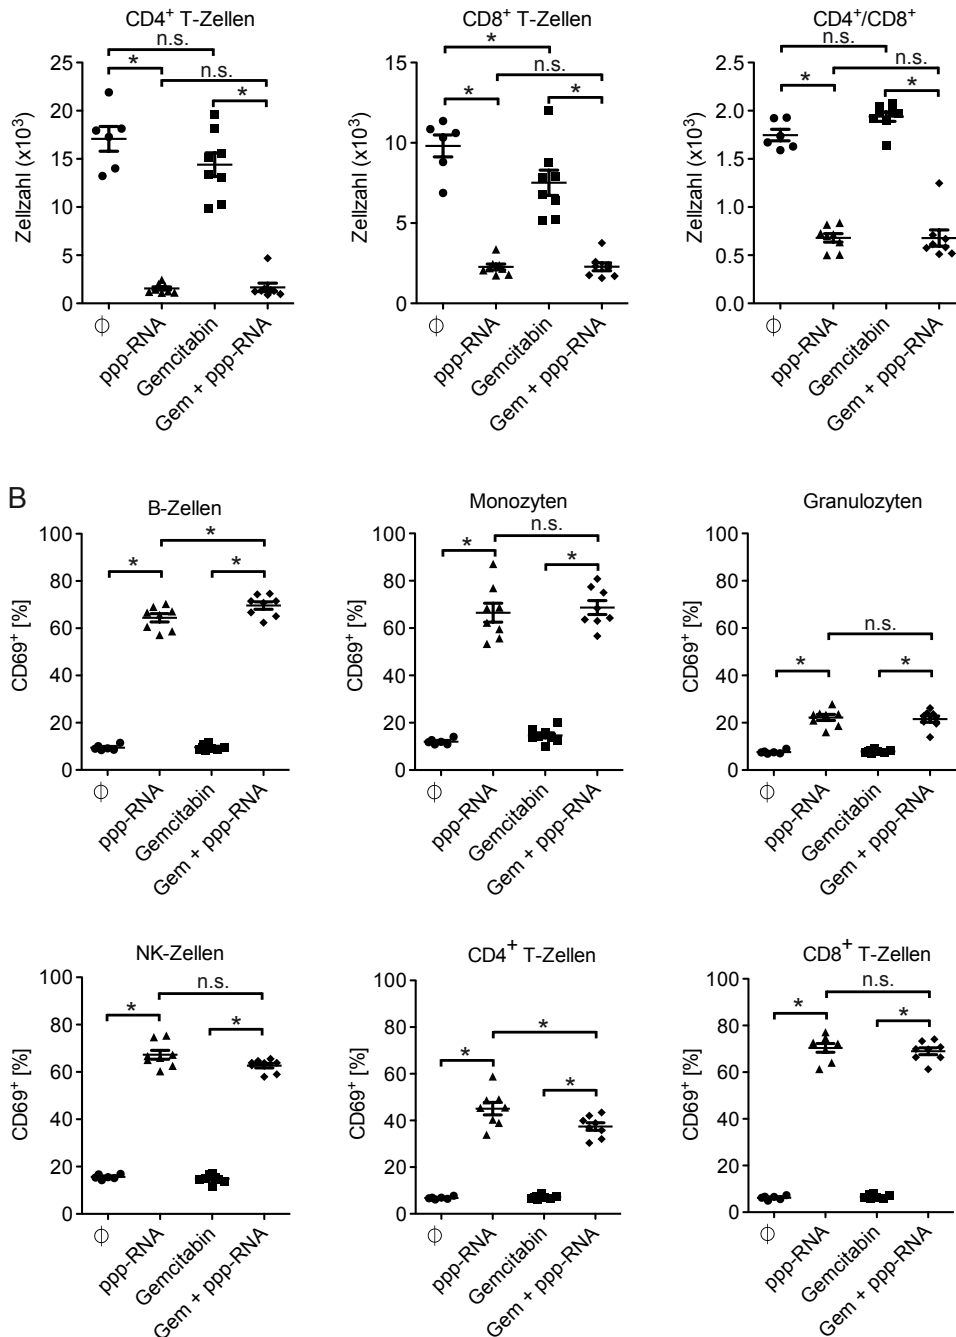 CD4+ T-Zellen
n.s.
*
n.s.
*
Zellzahl (x103)
25
20
15
10
5
0
ϕ
ppp-RNA
Gemcitabin
Gem + ppp-RNA
CD8+ T-Zellen
*
n.s.
*
*
Zellzahl (x103)
15
10
5
0
ϕ
ppp-RNA
Gemcitabin
Gem + ppp-RNA
CD4+/CD8+
n.s.
n.s.
*
*
Zellzahl (x103)
2.5
2.0
1.5
1.0
0.5
0.0
ϕ
ppp-RNA
Gemcitabin
Gem + ppp-RNA
B
B-Zellen
*
*
*
CD69+ [%]
100
80
60
40
20
0
ϕ
ppp-RNA
Gemcitabin
Gem + ppp-RNA
Monozyten
n.s.
*
*
CD69+ [%]
100
80
60
40
20
0
ϕ
ppp-RNA
Gemcitabin
Gem + ppp-RNA
Granulozyten
n.s.
*
*
CD69+ [%]
100
80
60
40
20
0
ϕ
ppp-RNA
Gemcitabin
Gem + ppp-RNA
NK-Zellen
n.s.
*
*
CD69+ [%]
100
80
60
40
20
0
ϕ
ppp-RNA
Gemcitabin
Gem + ppp-RNA
CD4+ T-Zellen
*
*
*
CD69+ [%]
100
80
60
40
20
0
ϕ
ppp-RNA
Gemcitabin
Gem + ppp-RNA
CD8+ T-Zellen
n.s.
*
*
CD69+ [%]
100
80
60
40
20
0
ϕ
ppp-RNA
Gemcitabin
Gem + ppp-RNA